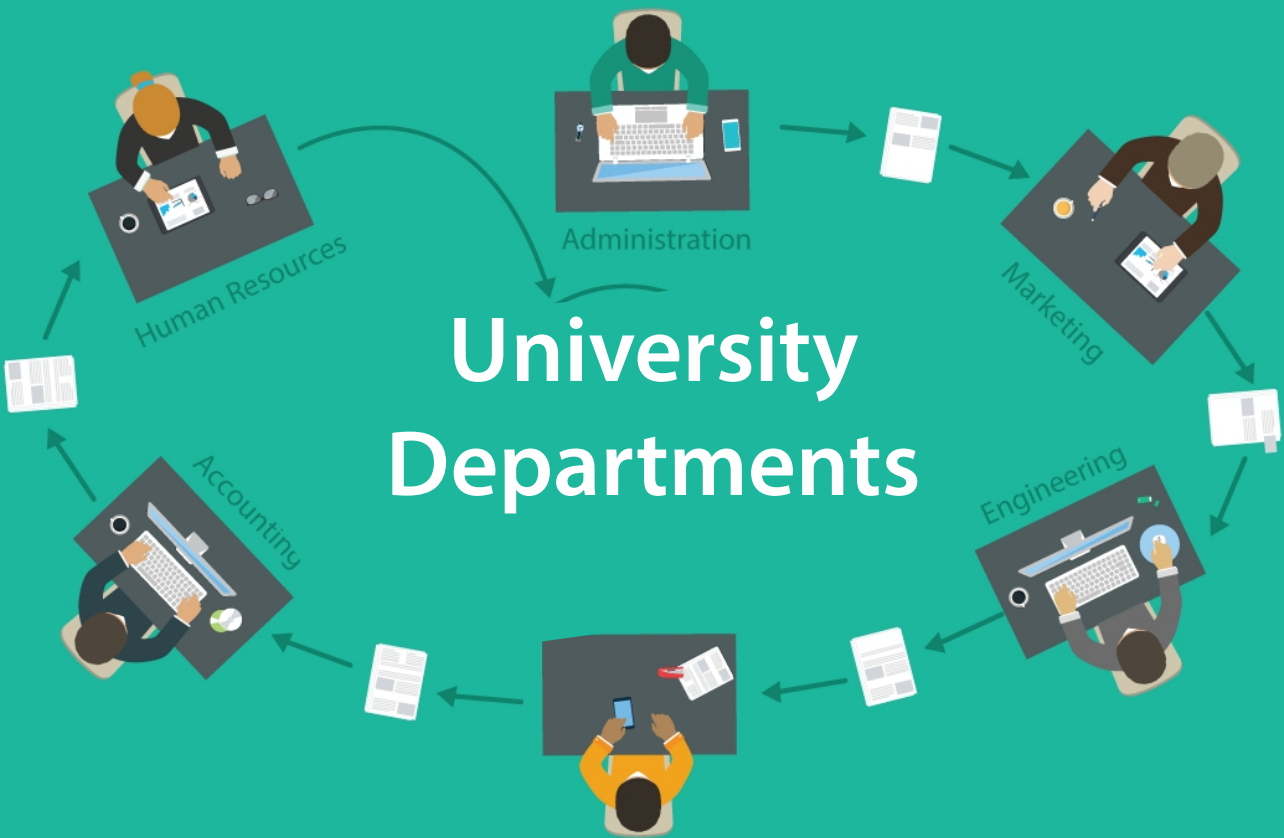 Administration
Human Resources
Marketing
University
Departments
Accounting
Engineering